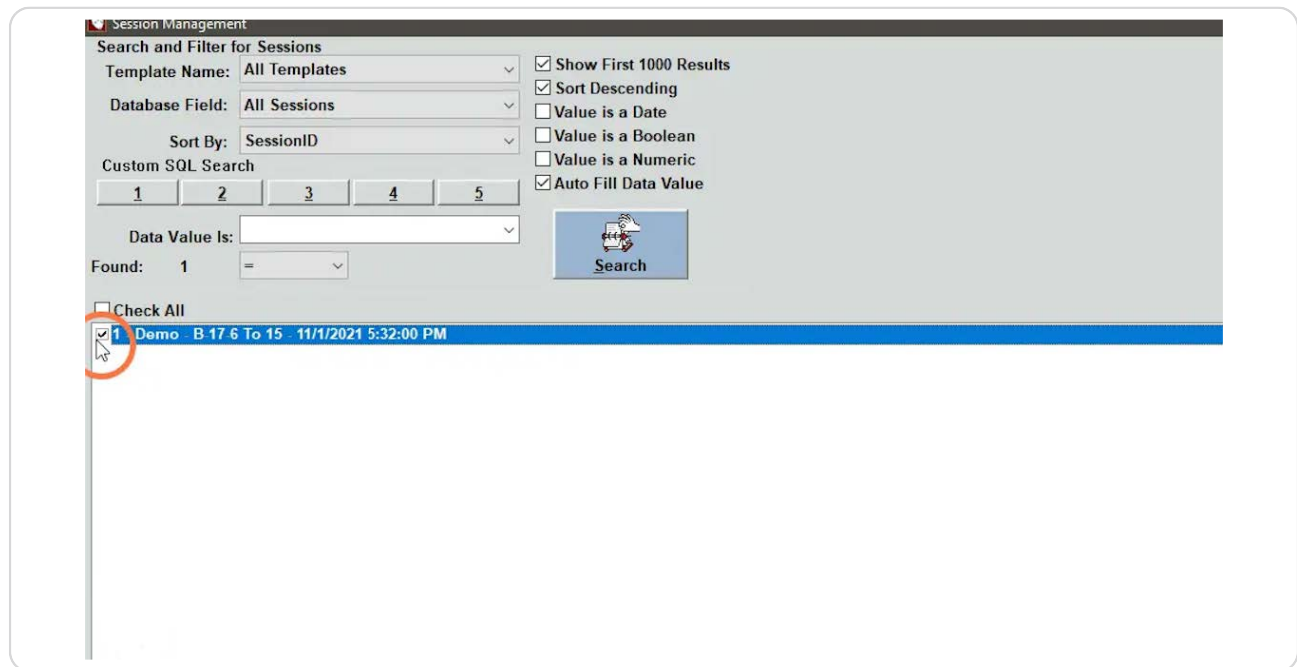 Session Management
Search and Filter for Sessions
Template Name: All Templates
Database Field: All Sessions
Sort By: SessionID
Custom SQL Search
1 2 3 4 5
Data Value Is:
Found: 1 =
Show First 1000 Results
Sort Descending
Value is a Date
Value is a Boolean
Value is a Numeric
Auto Fill Data Value
Search
Check All
1 - Demo - B-17-6 To 15 - 11/1/2021 5:32:00 PM